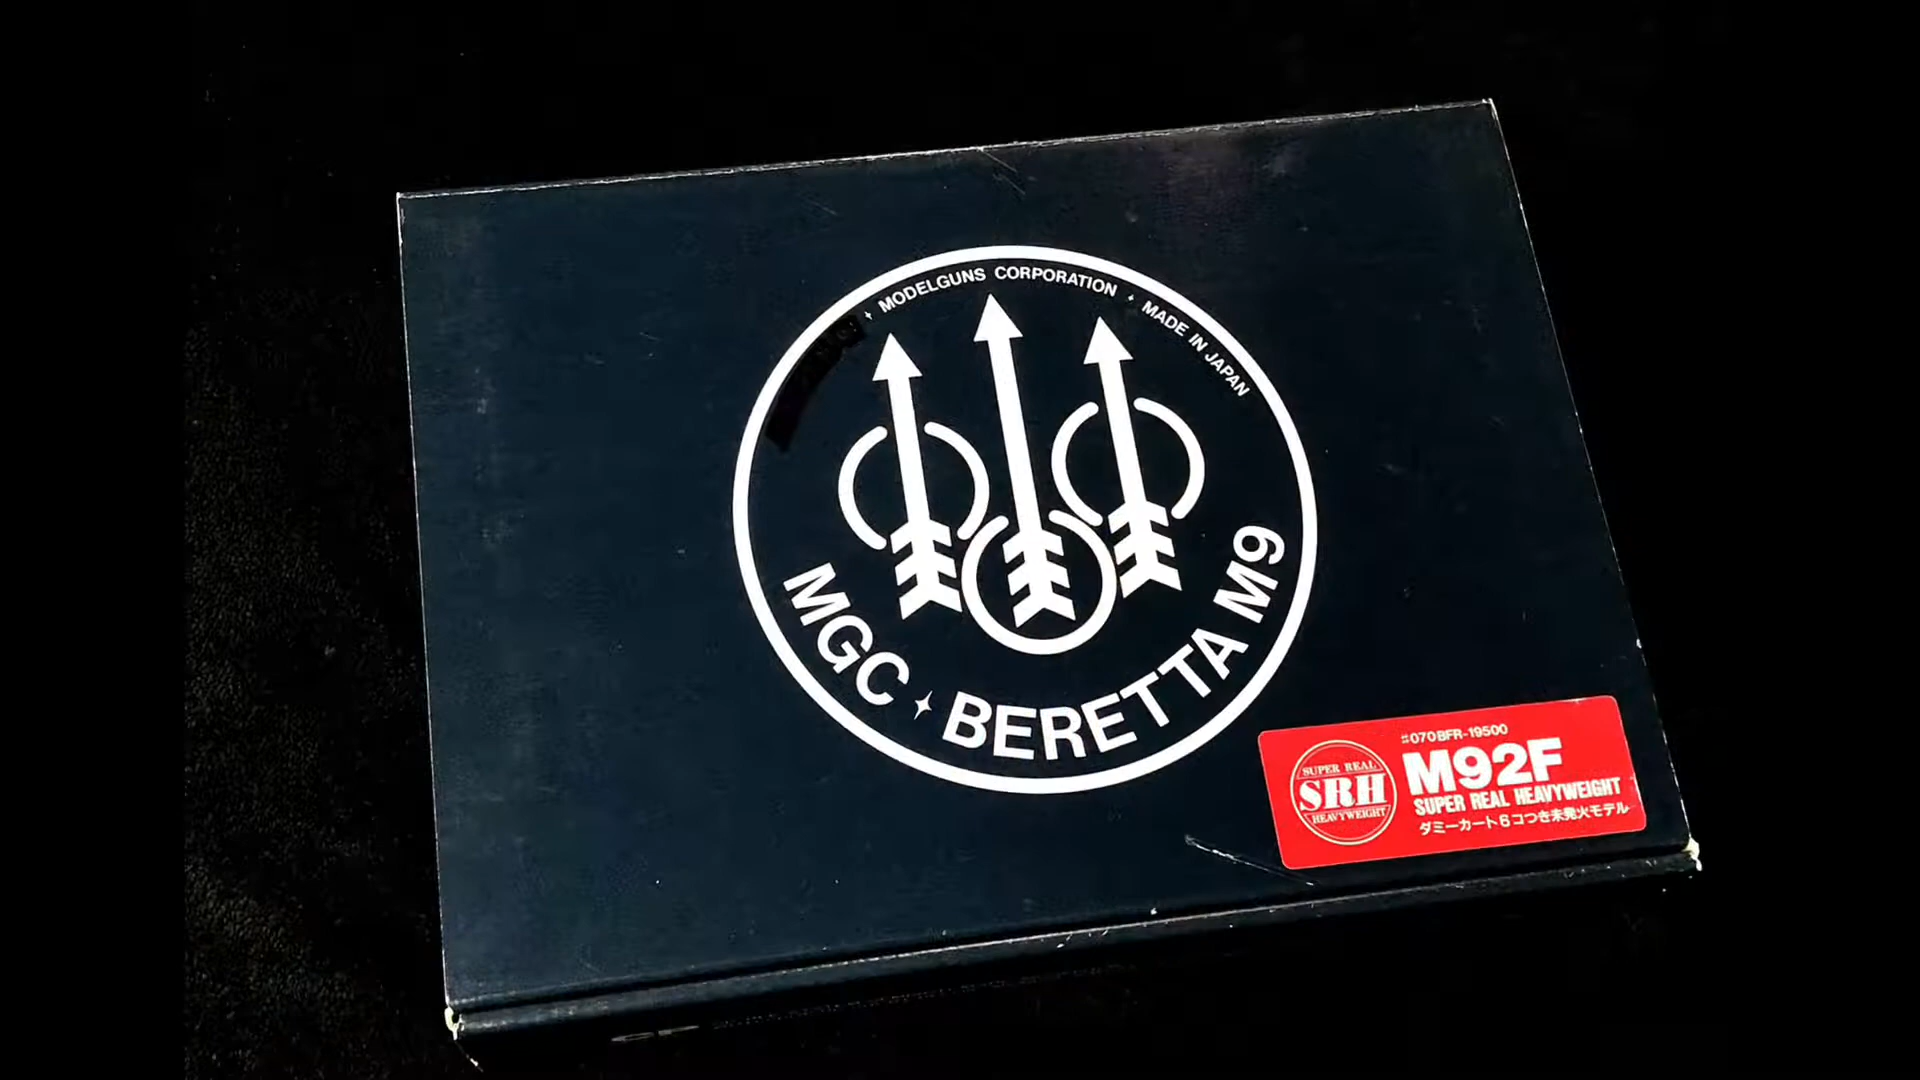 ✦ MODELGUNS CORPORATION ✦ MADE IN JAPAN
MGC ✦ BERETTA M9
#070BFR-19500
M92F
SUPER REAL HEAVYWEIGHT
ダミーカート6コつき未発火モデル
SUPER REAL
SRH
HEAVYWEIGHT